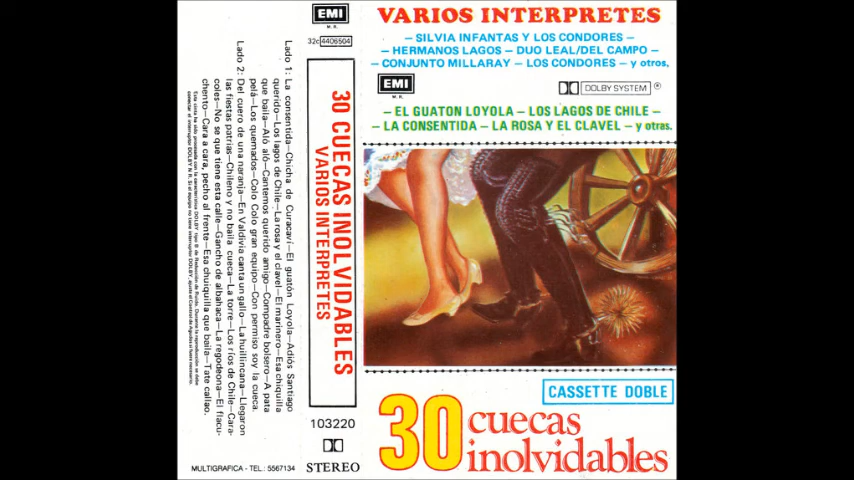 Lado 1: La consentida—Chicha de Curacaví—El guatón Loyola—Adiós Santiago
querido—Los lagos de Chile—La rosa y el clavel—El marinero—Esa chiquilla
que baila—Aló aló—Cantemos querido amigo—Compadre bolsero—A pata
pelá—Los quemados—Colo Colo gran equipo—Con permiso soy la cueca.
Lado 2: Del cuero de una naranja—En Valdivia canta un gallo—La huillincana—Llegaron
las fiestas patrias—Chileno y no baila cueca—La torre—Los ríos de Chile—Cara-
coles—No se que tiene esta calle—Gancho de albahaca—La regodeona—El flacu-
chento—Cara a cara, pecho al frente—Esa chuiquilla que baila—Tate callao.
MULTIGRAFICA - TEL.: 5567134
EMI
M. R.
32c 4406504
30 CUECAS INOLVIDABLES
VARIOS INTERPRETES
103220
STEREO
VARIOS INTERPRETES
– SILVIA INFANTAS Y LOS CONDORES –
– HERMANOS LAGOS – DUO LEAL/DEL CAMPO –
– CONJUNTO MILLARAY – LOS CONDORES – y otros.
EMI
M. R.
DOLBY SYSTEM ®
– EL GUATON LOYOLA – LOS LAGOS DE CHILE –
– LA CONSENTIDA – LA ROSA Y EL CLAVEL – y otras.
CASSETTE DOBLE
30 cuecas
inolvidables